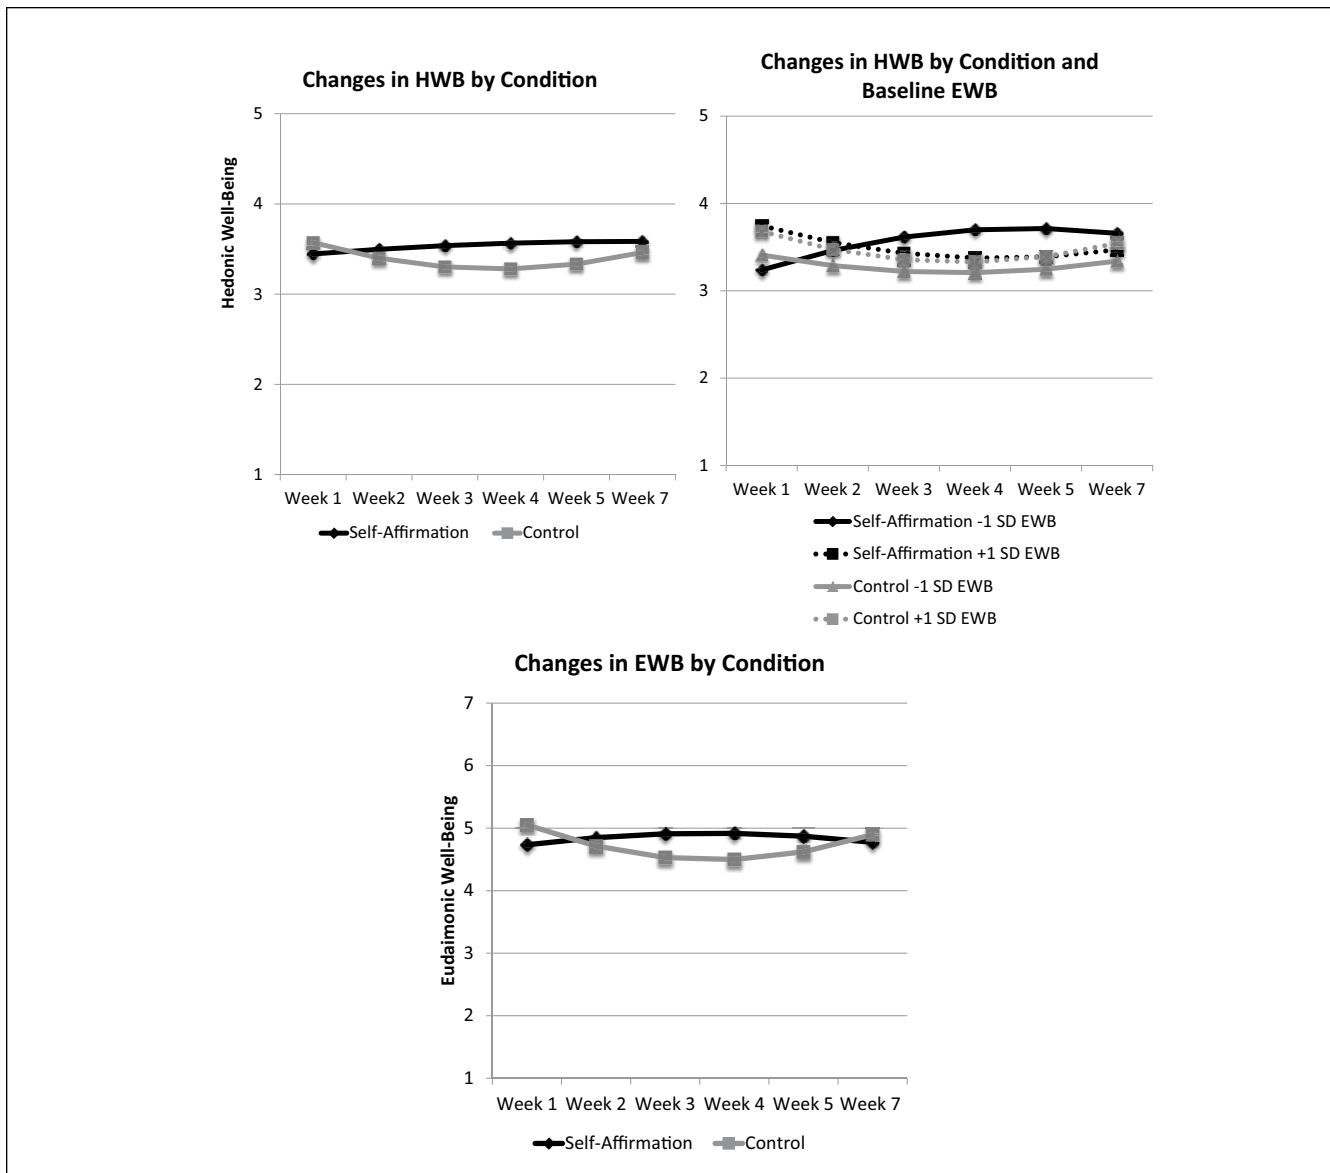 Changes in HWB by Condition
Hedonic Well-Being
5
4
3
2
1
Week 1 Week2 Week 3 Week 4 Week 5 Week 7
Self-Affirmation Control
Changes in HWB by Condition and
Baseline EWB
5
4
3
2
1
Week 1 Week 2 Week 3 Week 4 Week 5 Week 7
Self-Affirmation -1 SD EWB
Self-Affirmation +1 SD EWB
Control -1 SD EWB
Control +1 SD EWB
Changes in EWB by Condition
Eudaimonic Well-Being
7
6
5
4
3
2
1
Week 1 Week 2 Week 3 Week 4 Week 5 Week 7
Self-Affirmation Control